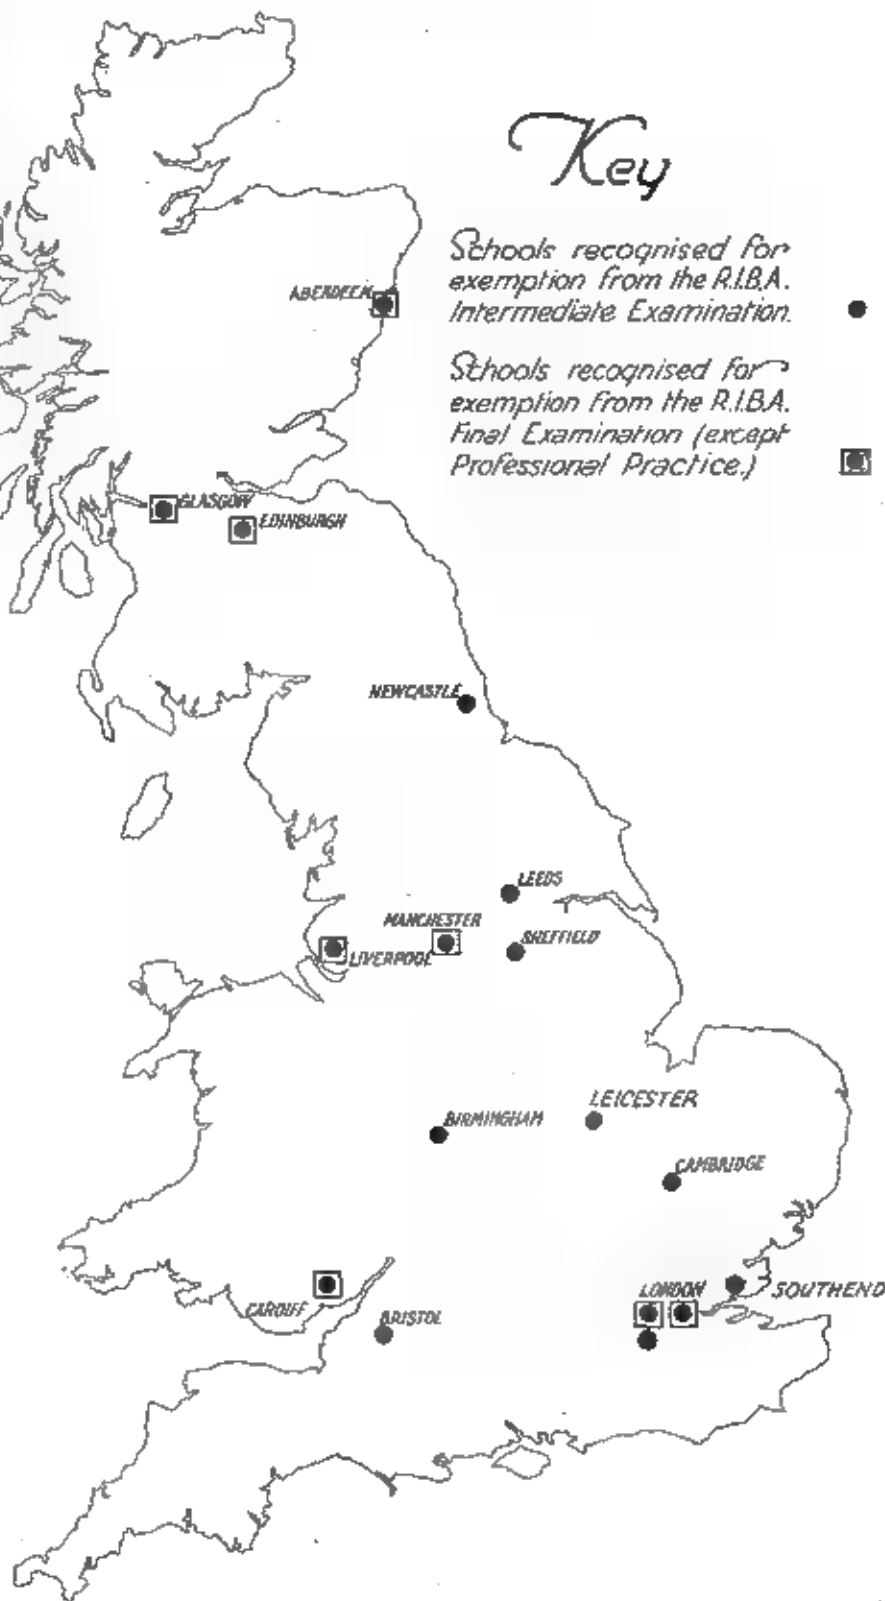 Key
Schools recognised for
exemption from the R.I.B.A.
Intermediate Examination.
Schools recognised for
exemption from the R.I.B.A.
Final Examination (except
Professional Practice.)
ABERDEEN
GLASGOW
EDINBURGH
NEWCASTLE
LEEDS
MANCHESTER
SHEFFIELD
LIVERPOOL
LEICESTER
BIRMINGHAM
CAMBRIDGE
LONDON
SOUTHEND
CARDIFF
BRISTOL